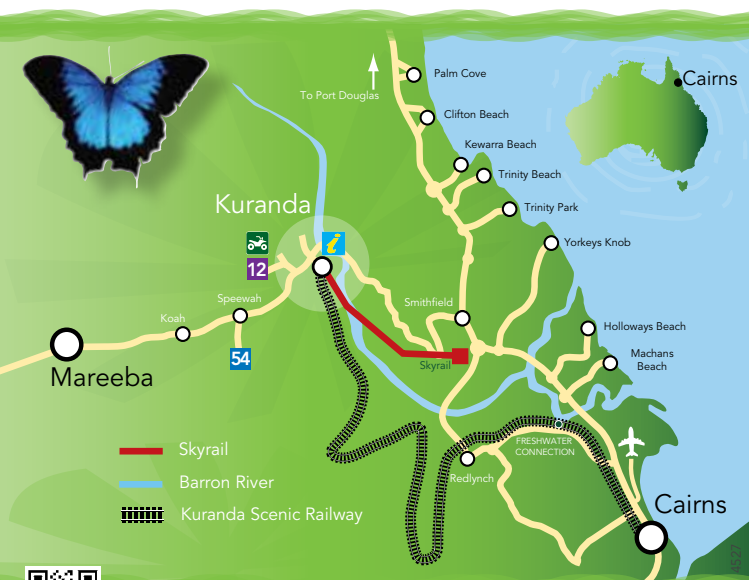 Palm Cove
Cairns
To Port Douglas
Clifton Beach
Kewarra Beach
Trinity Beach
Kuranda
Trinity Park
i
Yorkeys Knob
12
Speewah
Smithfield
Koah
Holloways Beach
54
Skyrail
Machans
Beach
Mareeba
FRESHWATER
CONNECTION
Skyrail
Redlynch
Barron River
Cairns
Kuranda Scenic Railway
4527